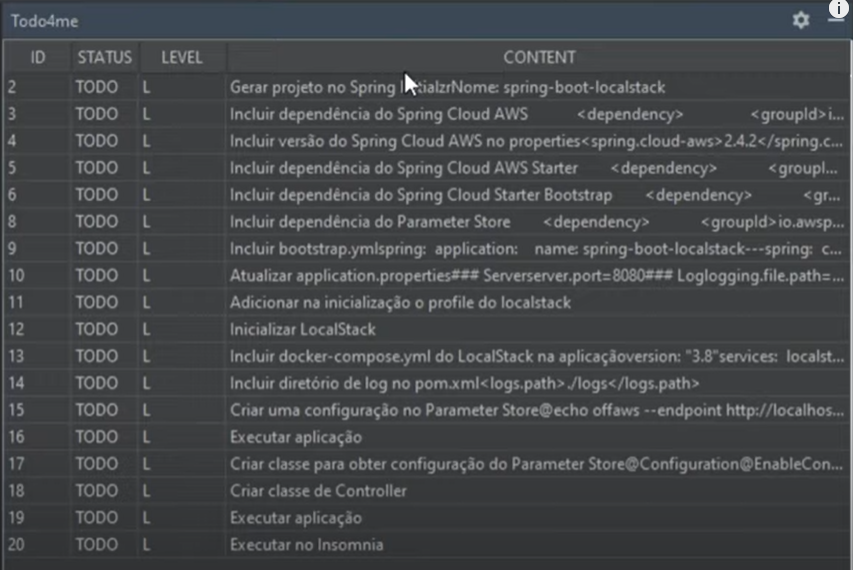 Todo4me
ID STATUS LEVEL CONTENT
2 TODO L Gerar projeto no Spring InitialzrNome: spring-boot-localstack
3 TODO L Incluir dependência do Spring Cloud AWS <dependency> <groupId>i...
4 TODO L Incluir versão do Spring Cloud AWS no properties<spring.cloud-aws>2.4.2</spring.c...
5 TODO L Incluir dependência do Spring Cloud AWS Starter <dependency> <groupI...
6 TODO L Incluir dependência do Spring Cloud Starter Bootstrap <dependency> <gr...
8 TODO L Incluir dependência do Parameter Store <dependency> <groupId>io.awsp...
9 TODO L Incluir bootstrap.ymlspring: application: name: spring-boot-localstack---spring: c...
10 TODO L Atualizar application.properties### Serverserver.port=8080### Loglogging.file.path=...
11 TODO L Adicionar na inicialização o profile do localstack
12 TODO L Inicializar LocalStack
13 TODO L Incluir docker-compose.yml do LocalStack na aplicaçãoversion: "3.8"services: localst...
14 TODO L Incluir diretório de log no pom.xml<logs.path>./logs</logs.path>
15 TODO L Criar uma configuração no Parameter Store@echo offaws --endpoint http://localhos...
16 TODO L Executar aplicação
17 TODO L Criar classe para obter configuração do Parameter Store@Configuration@EnableCon...
18 TODO L Criar classe de Controller
19 TODO L Executar aplicação
20 TODO L Executar no Insomnia